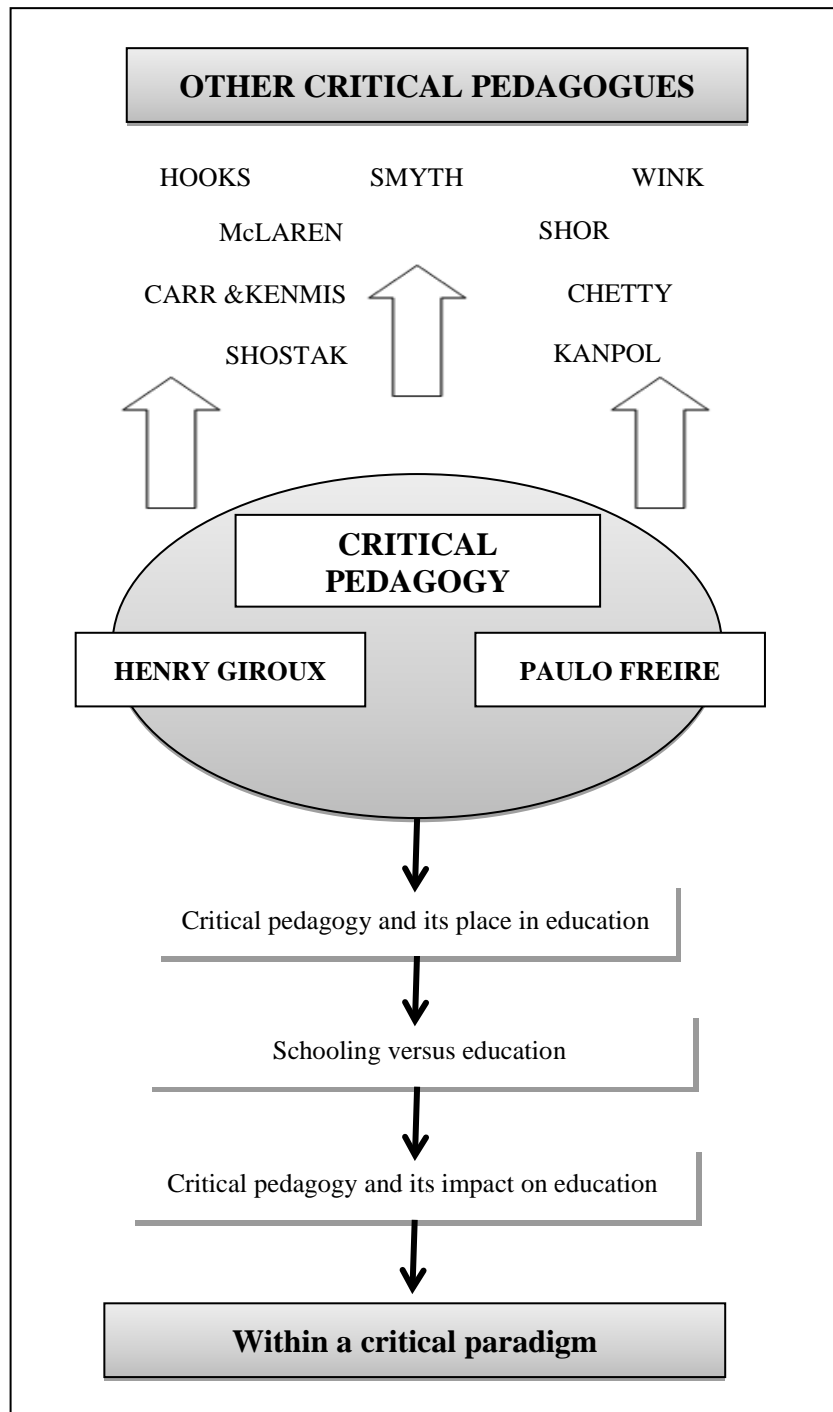 OTHER CRITICAL PEDAGOGUES
HOOKS SMYTH WINK
McLAREN SHOR
CARR &KENMIS CHETTY
SHOSTAK KANPOL
CRITICAL
PEDAGOGY
HENRY GIROUX PAULO FREIRE
Critical pedagogy and its place in education
Schooling versus education
Critical pedagogy and its impact on education
Within a critical paradigm